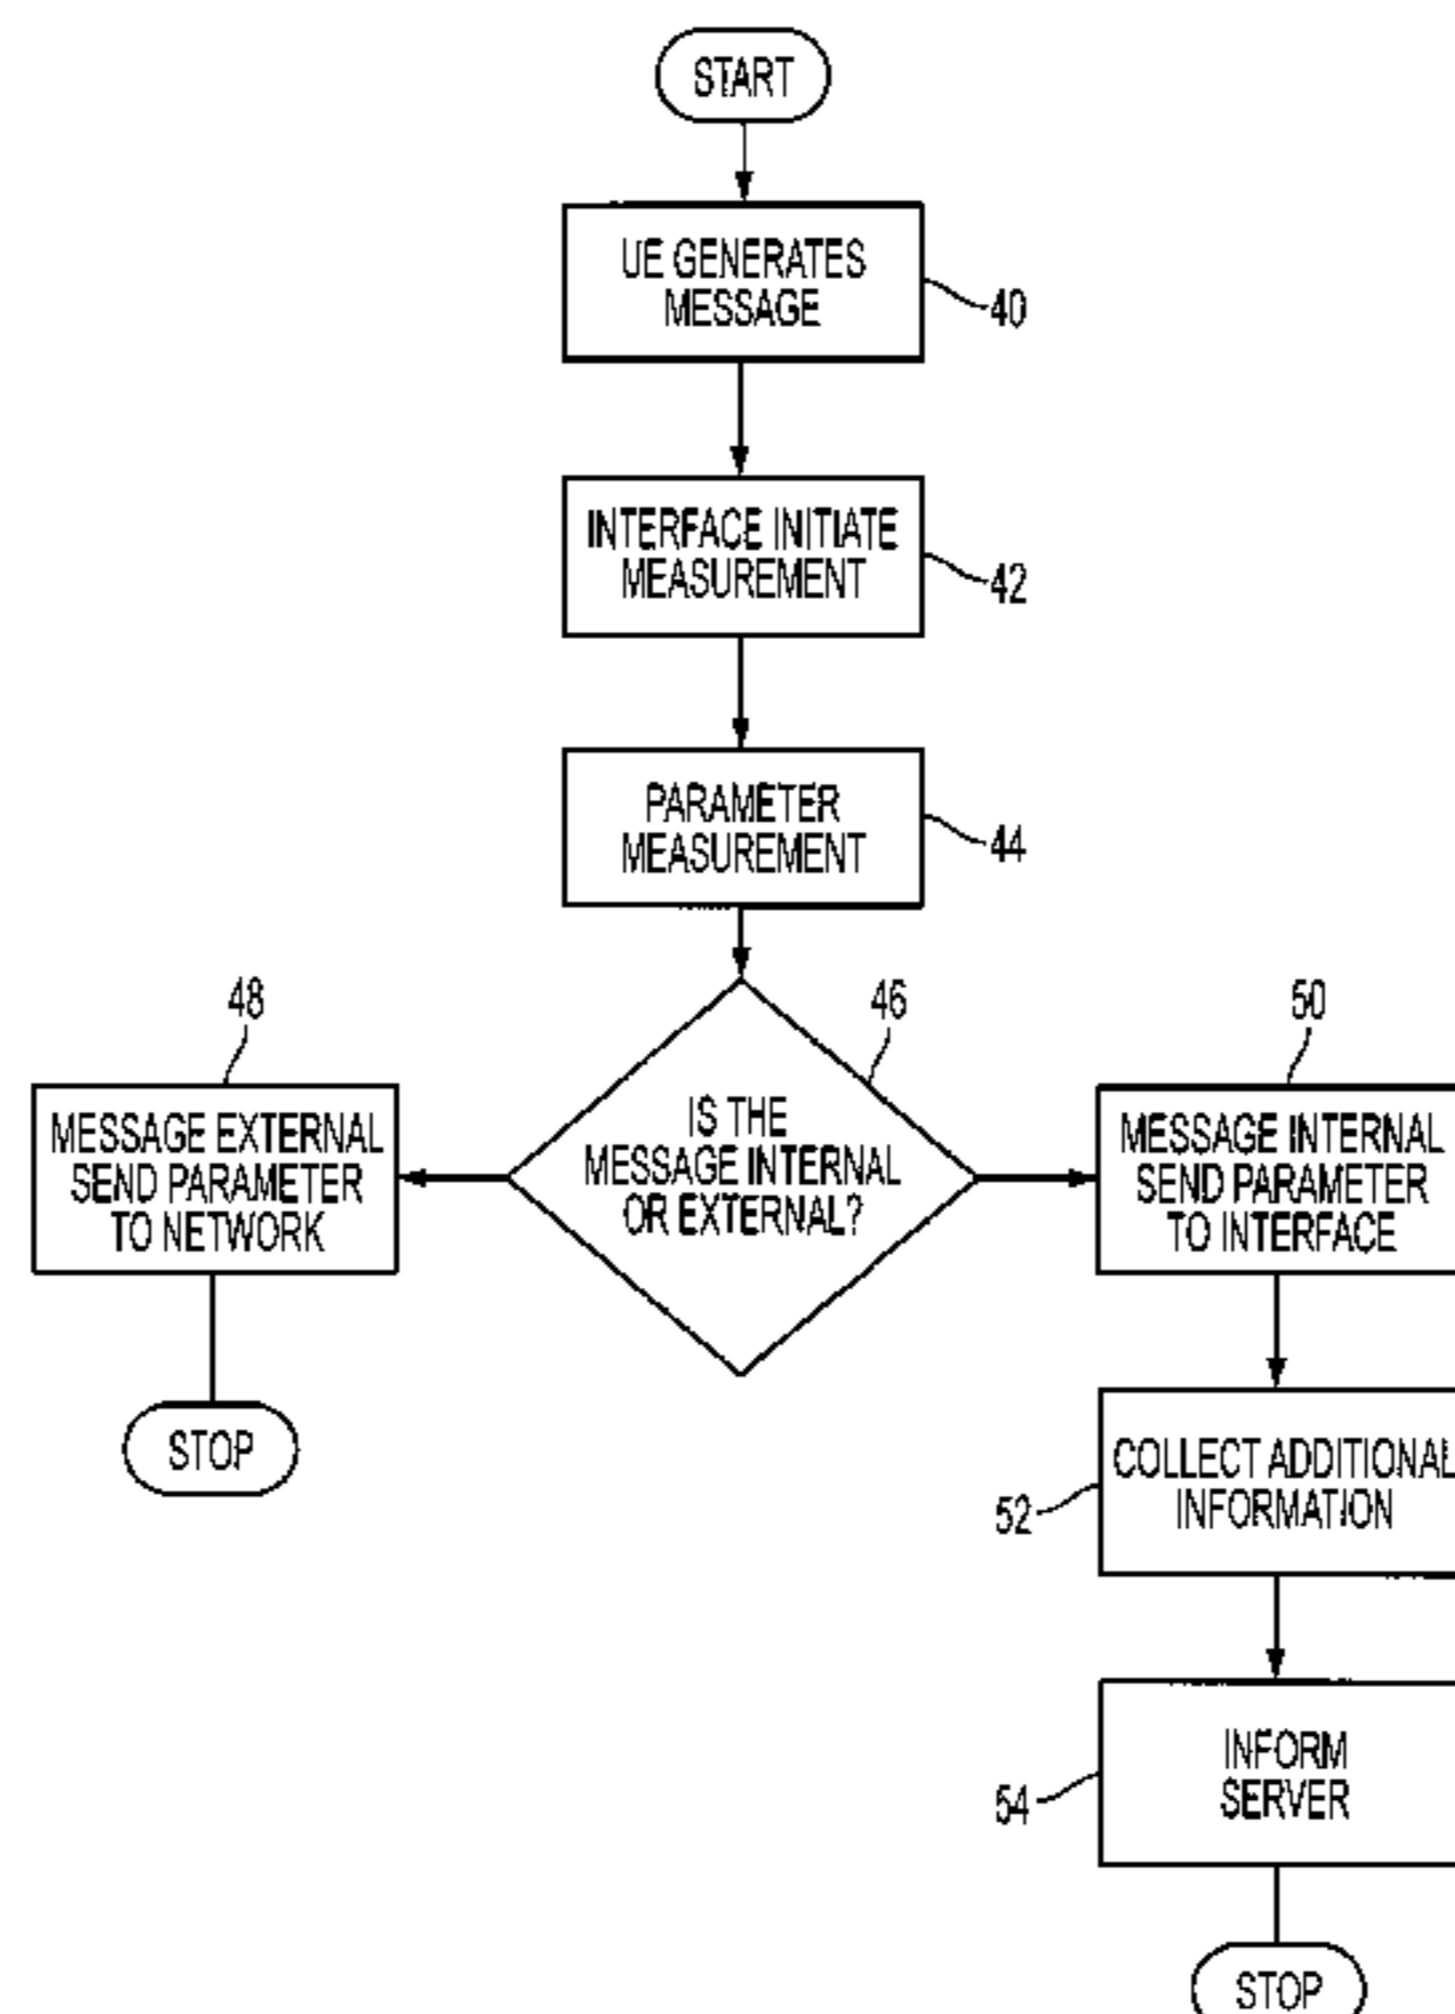 START
UE GENERATES
MESSAGE
40
INTERFACE INITIATE
MEASUREMENT
42
PARAMETER
MEASUREMENT
44
48
46
50
MESSAGE EXTERNAL
SEND PARAMETER
TO NETWORK
IS THE
MESSAGE INTERNAL
OR EXTERNAL?
MESSAGE INTERNAL
SEND PARAMETER
TO INTERFACE
STOP
COLLECT ADDITIONAL
INFORMATION
52
INFORM
SERVER
54
STOP